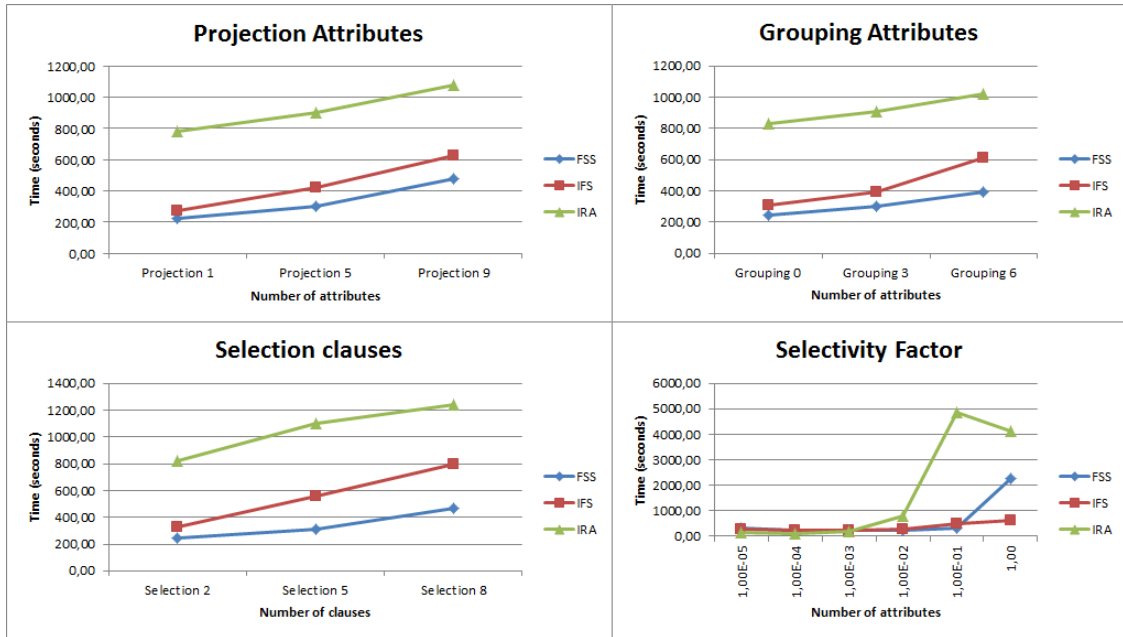 Projection Attributes
1200,00
1000,00
800,00
600,00
400,00
200,00
0,00
Time (seconds)
Projection 1
Projection 5
Projection 9
Number of attributes
FSS
IFS
IRA
Grouping Attributes
1200,00
1000,00
800,00
600,00
400,00
200,00
0,00
Time (seconds)
Grouping 0
Grouping 3
Grouping 6
Number of attributes
FSS
IFS
IRA
Selection clauses
1400,00
1200,00
1000,00
800,00
600,00
400,00
200,00
0,00
Time (seconds)
Selection 2
Selection 5
Selection 8
Number of clauses
FSS
IFS
IRA
Selectivity Factor
6000,00
5000,00
4000,00
3000,00
2000,00
1000,00
0,00
Time (seconds)
1,00E-05
1,00E-04
1,00E-03
1,00E-02
1,00E-01
1,00
Number of attributes
FSS
IFS
IRA